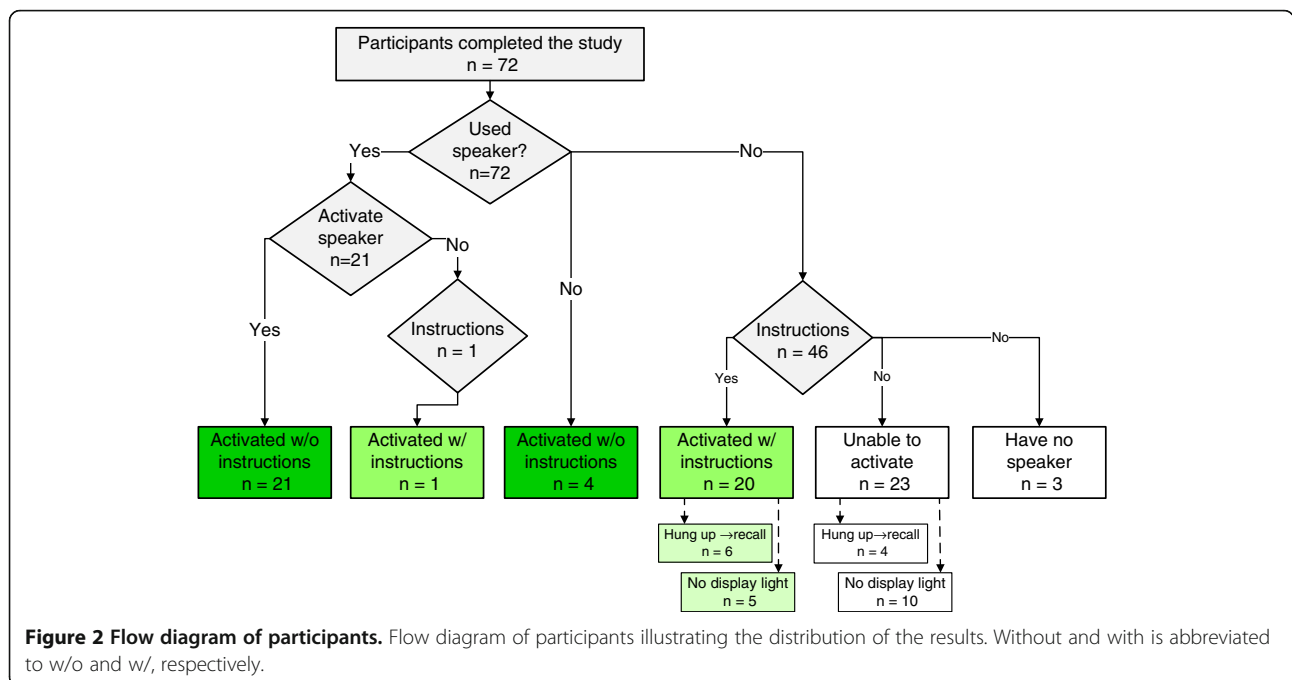 Participants completed the study
n = 72
Used
speaker?
n=72
Yes
No
Activate
speaker
n=21
No
No
Yes
Instructions
n = 1
Instructions
n = 46
Yes
No
No
Activated w/o
instructions
n = 21
Activated w/
instructions
n = 1
Activated w/o
instructions
n = 4
Activated w/
instructions
n = 20
Unable to
activate
n = 23
Have no
speaker
n = 3
Hung up →recall
n = 6
Hung up→recall
n = 4
No display light
n = 5
No display light
n = 10
Figure 2 Flow diagram of participants. Flow diagram of participants illustrating the distribution of the results. Without and with is abbreviated
to w/o and w/, respectively.